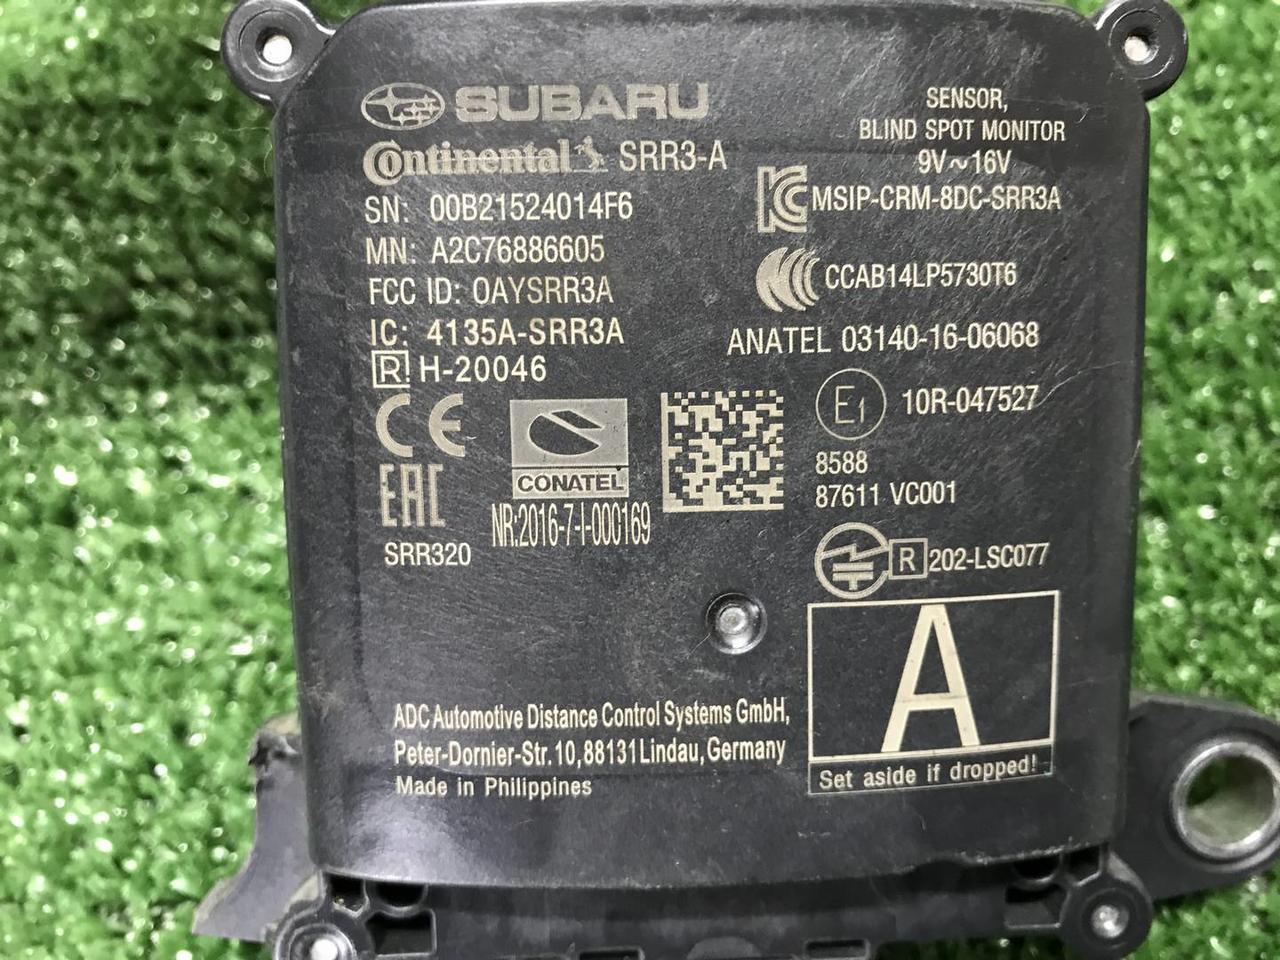 SUBARU
Continental SRR3-A
SN: 00B21524014F6
MN: A2C76886605
FCC ID: OAYSRR3A
IC: 4135A-SRR3A
R H-20046
CE
EAC
SRR320
CONATEL
NR:2016-7-I-000169
SENSOR,
BLIND SPOT MONITOR
9V~16V
MSIP-CRM-8DC-SRR3A
CCAB14LP5730T6
ANATEL 03140-16-06068
E1 10R-047527
8588
87611 VC001
R 202-LSC077
A
Set aside if dropped!
ADC Automotive Distance Control Systems GmbH,
Peter-Dornier-Str. 10, 88131 Lindau, Germany
Made in Philippines